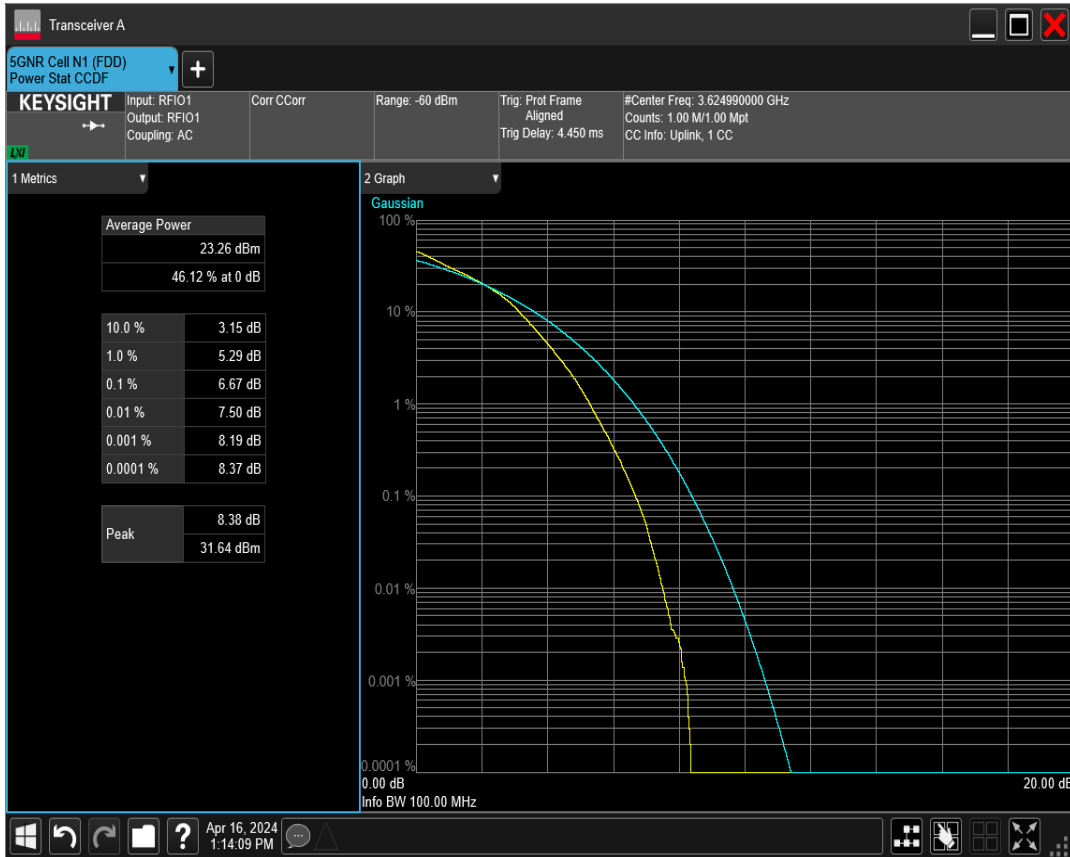 Transceiver A
5GNR Cell N1 (FDD)
Power Stat CCDF
KEYSIGHT
LXI
Input: RFIO1
Output: RFIO1
Coupling: AC
Corr CCorr
Range: -60 dBm
Trig: Prot Frame
Aligned
Trig Delay: 4.450 ms
#Center Freq: 3.624990000 GHz
Counts: 1.00 M/1.00 Mpt
CC Info: Uplink, 1 CC
1 Metrics
Average Power
23.26 dBm
46.12 % at 0 dB
10.0 % 3.15 dB
1.0 % 5.29 dB
0.1 % 6.67 dB
0.01 % 7.50 dB
0.001 % 8.19 dB
0.0001 % 8.37 dB
Peak
8.38 dB
31.64 dBm
2 Graph
Gaussian
100 %
10 %
1 %
0.1 %
0.01 %
0.001 %
0.0001 %
0.00 dB 20.00 dB
Info BW 100.00 MHz
?
Apr 16, 2024
1:14:09 PM